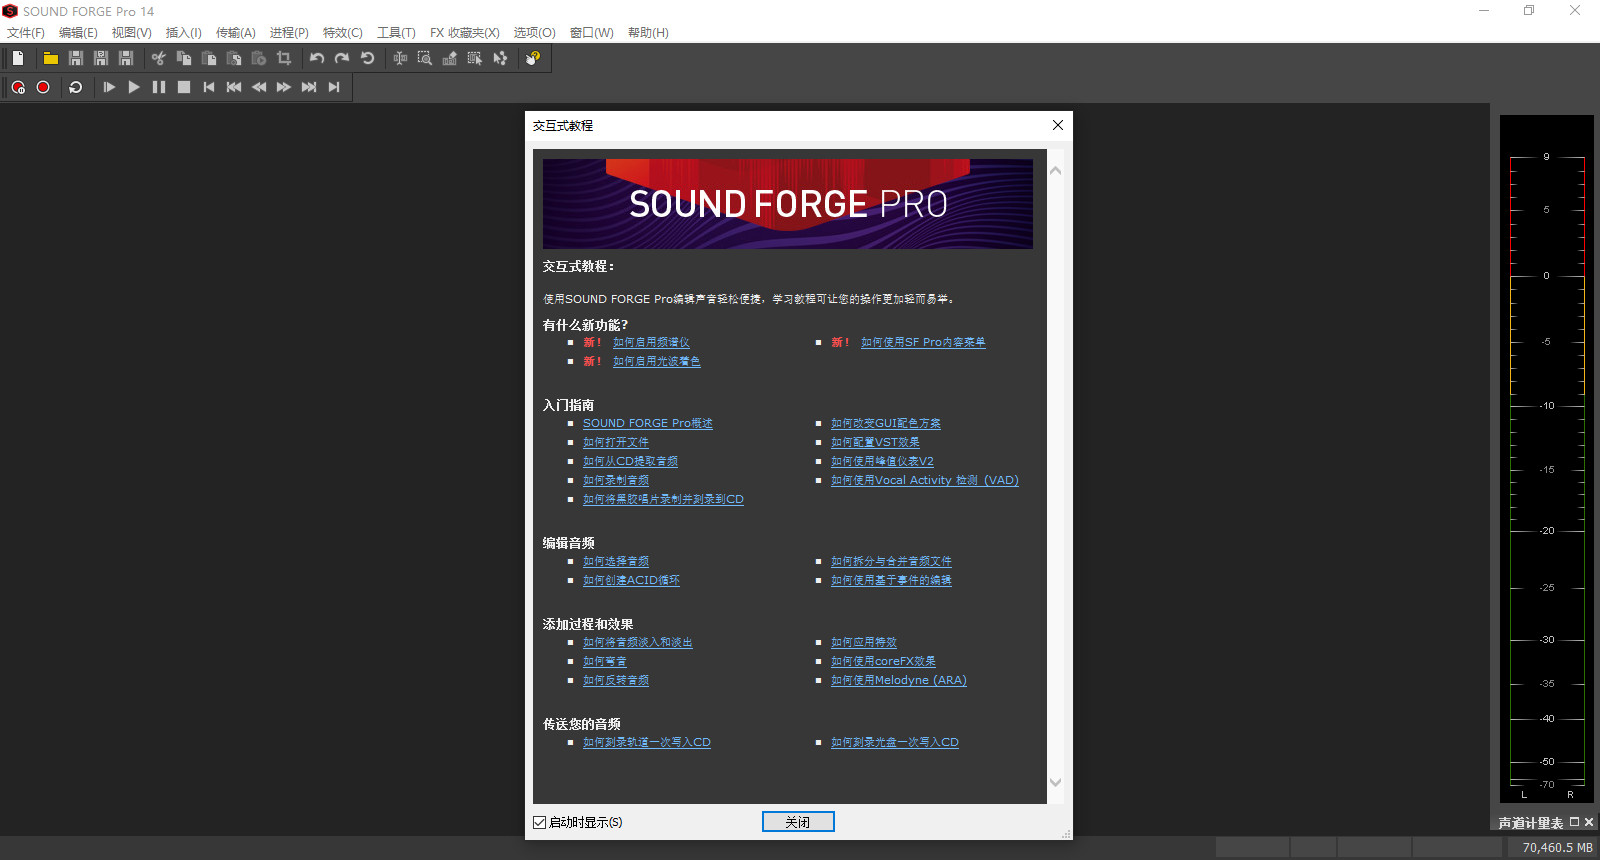 SOUND FORGE Pro 14
文件(F) 编辑(E) 视图(V) 插入(I) 传输(A) 进程(P) 特效(C) 工具(T) FX 收藏夹(X) 选项(O) 窗口(W) 帮助(H)
交互式教程
SOUND FORGE PRO
交互式教程：
使用SOUND FORGE Pro编辑声音轻松便捷，学习教程可让您的操作更加轻而易举。
有什么新功能？
新！ 如何启用频谱仪
新！ 如何使用SF Pro内容菜单
新！ 如何启用光波着色
入门指南
SOUND FORGE Pro概述
如何改变GUI配色方案
如何打开文件
如何配置VST效果
如何从CD提取音频
如何使用峰值仪表V2
如何录制音频
如何使用Vocal Activity 检测 (VAD)
如何将黑胶唱片录制并刻录到CD
编辑音频
如何选择音频
如何拆分与合并音频文件
如何创建ACID循环
如何使用基于事件的编辑
添加过程和效果
如何将音频淡入和淡出
如何应用特效
如何弯音
如何使用coreFX效果
如何反转音频
如何使用Melodyne (ARA)
传送您的音频
如何刻录轨道一次写入CD
如何刻录光盘一次写入CD
启动时显示(S)
关闭
9
5
0
-5
-10
-15
-20
-25
-30
-35
-40
-50
-70
L R
声道计量表
70,460.5 MB